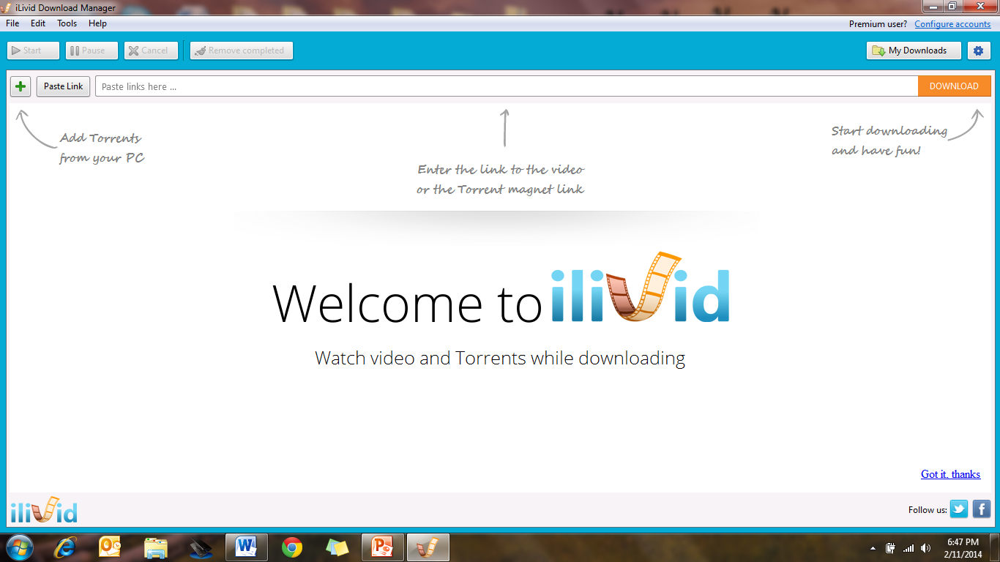 iLivid Download Manager
File Edit Tools Help
Premium user? Configure accounts
Start Pause Cancel Remove completed
My Downloads
Paste Link
Paste links here ...
DOWNLOAD
Add Torrents
from your PC
Enter the link to the video
or the Torrent magnet link
Start downloading
and have fun!
Welcome to ilivid
Watch video and Torrents while downloading
Got it, thanks
ilivid
Follow us:
6:47 PM
2/11/2014